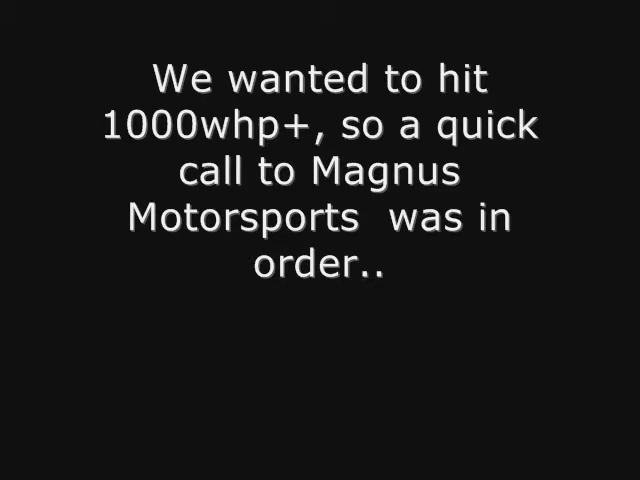 We wanted to hit
1000whp+, so a quick
call to Magnus
Motorsports  was in
order..